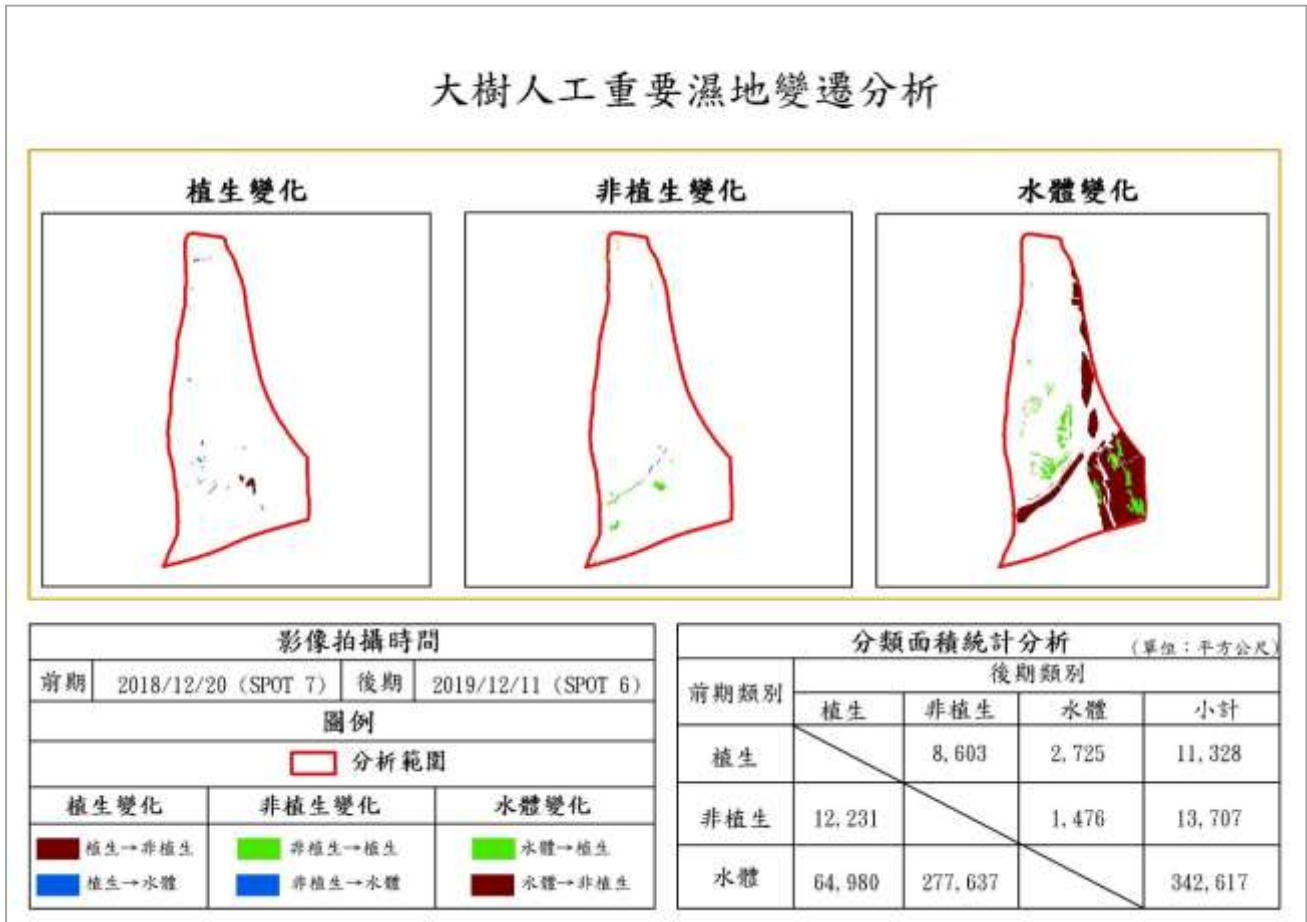 大樹人工重要濕地變遷分析
植生變化 非植生變化 水體變化
影像拍攝時間
前期 2018/12/20 (SPOT 7) 後期 2019/12/11 (SPOT 6)
圖例
分析範圍
植生變化 非植生變化 水體變化
植生→非植生 非植生→植生 水體→植生
植生→水體 非植生→水體 水體→非植生
分類面積統計分析 (單位：平方公尺)
前期類別 後期類別
植生 非植生 水體 小計
植生 8,603 2,725 11,328
非植生 12,231 1,476 13,707
水體 64,980 277,637 342,617